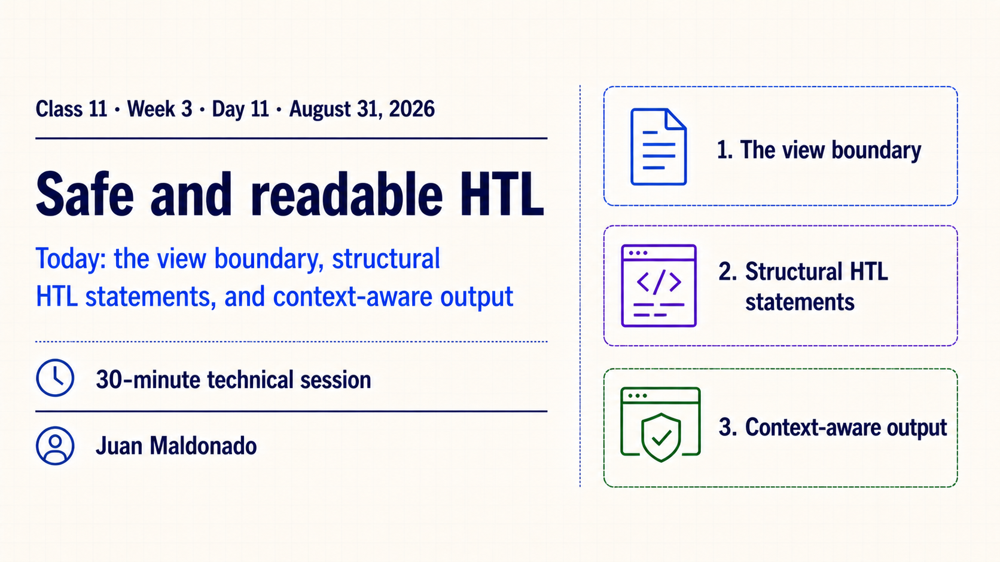 Class 11 • Week 3 • Day 11 • August 31, 2026
Safe and readable HTL
Today: the view boundary, structural
HTL statements, and context-aware output
30-minute technical session
Juan Maldonado
1. The view boundary
2. Structural HTL
statements
3. Context-aware output